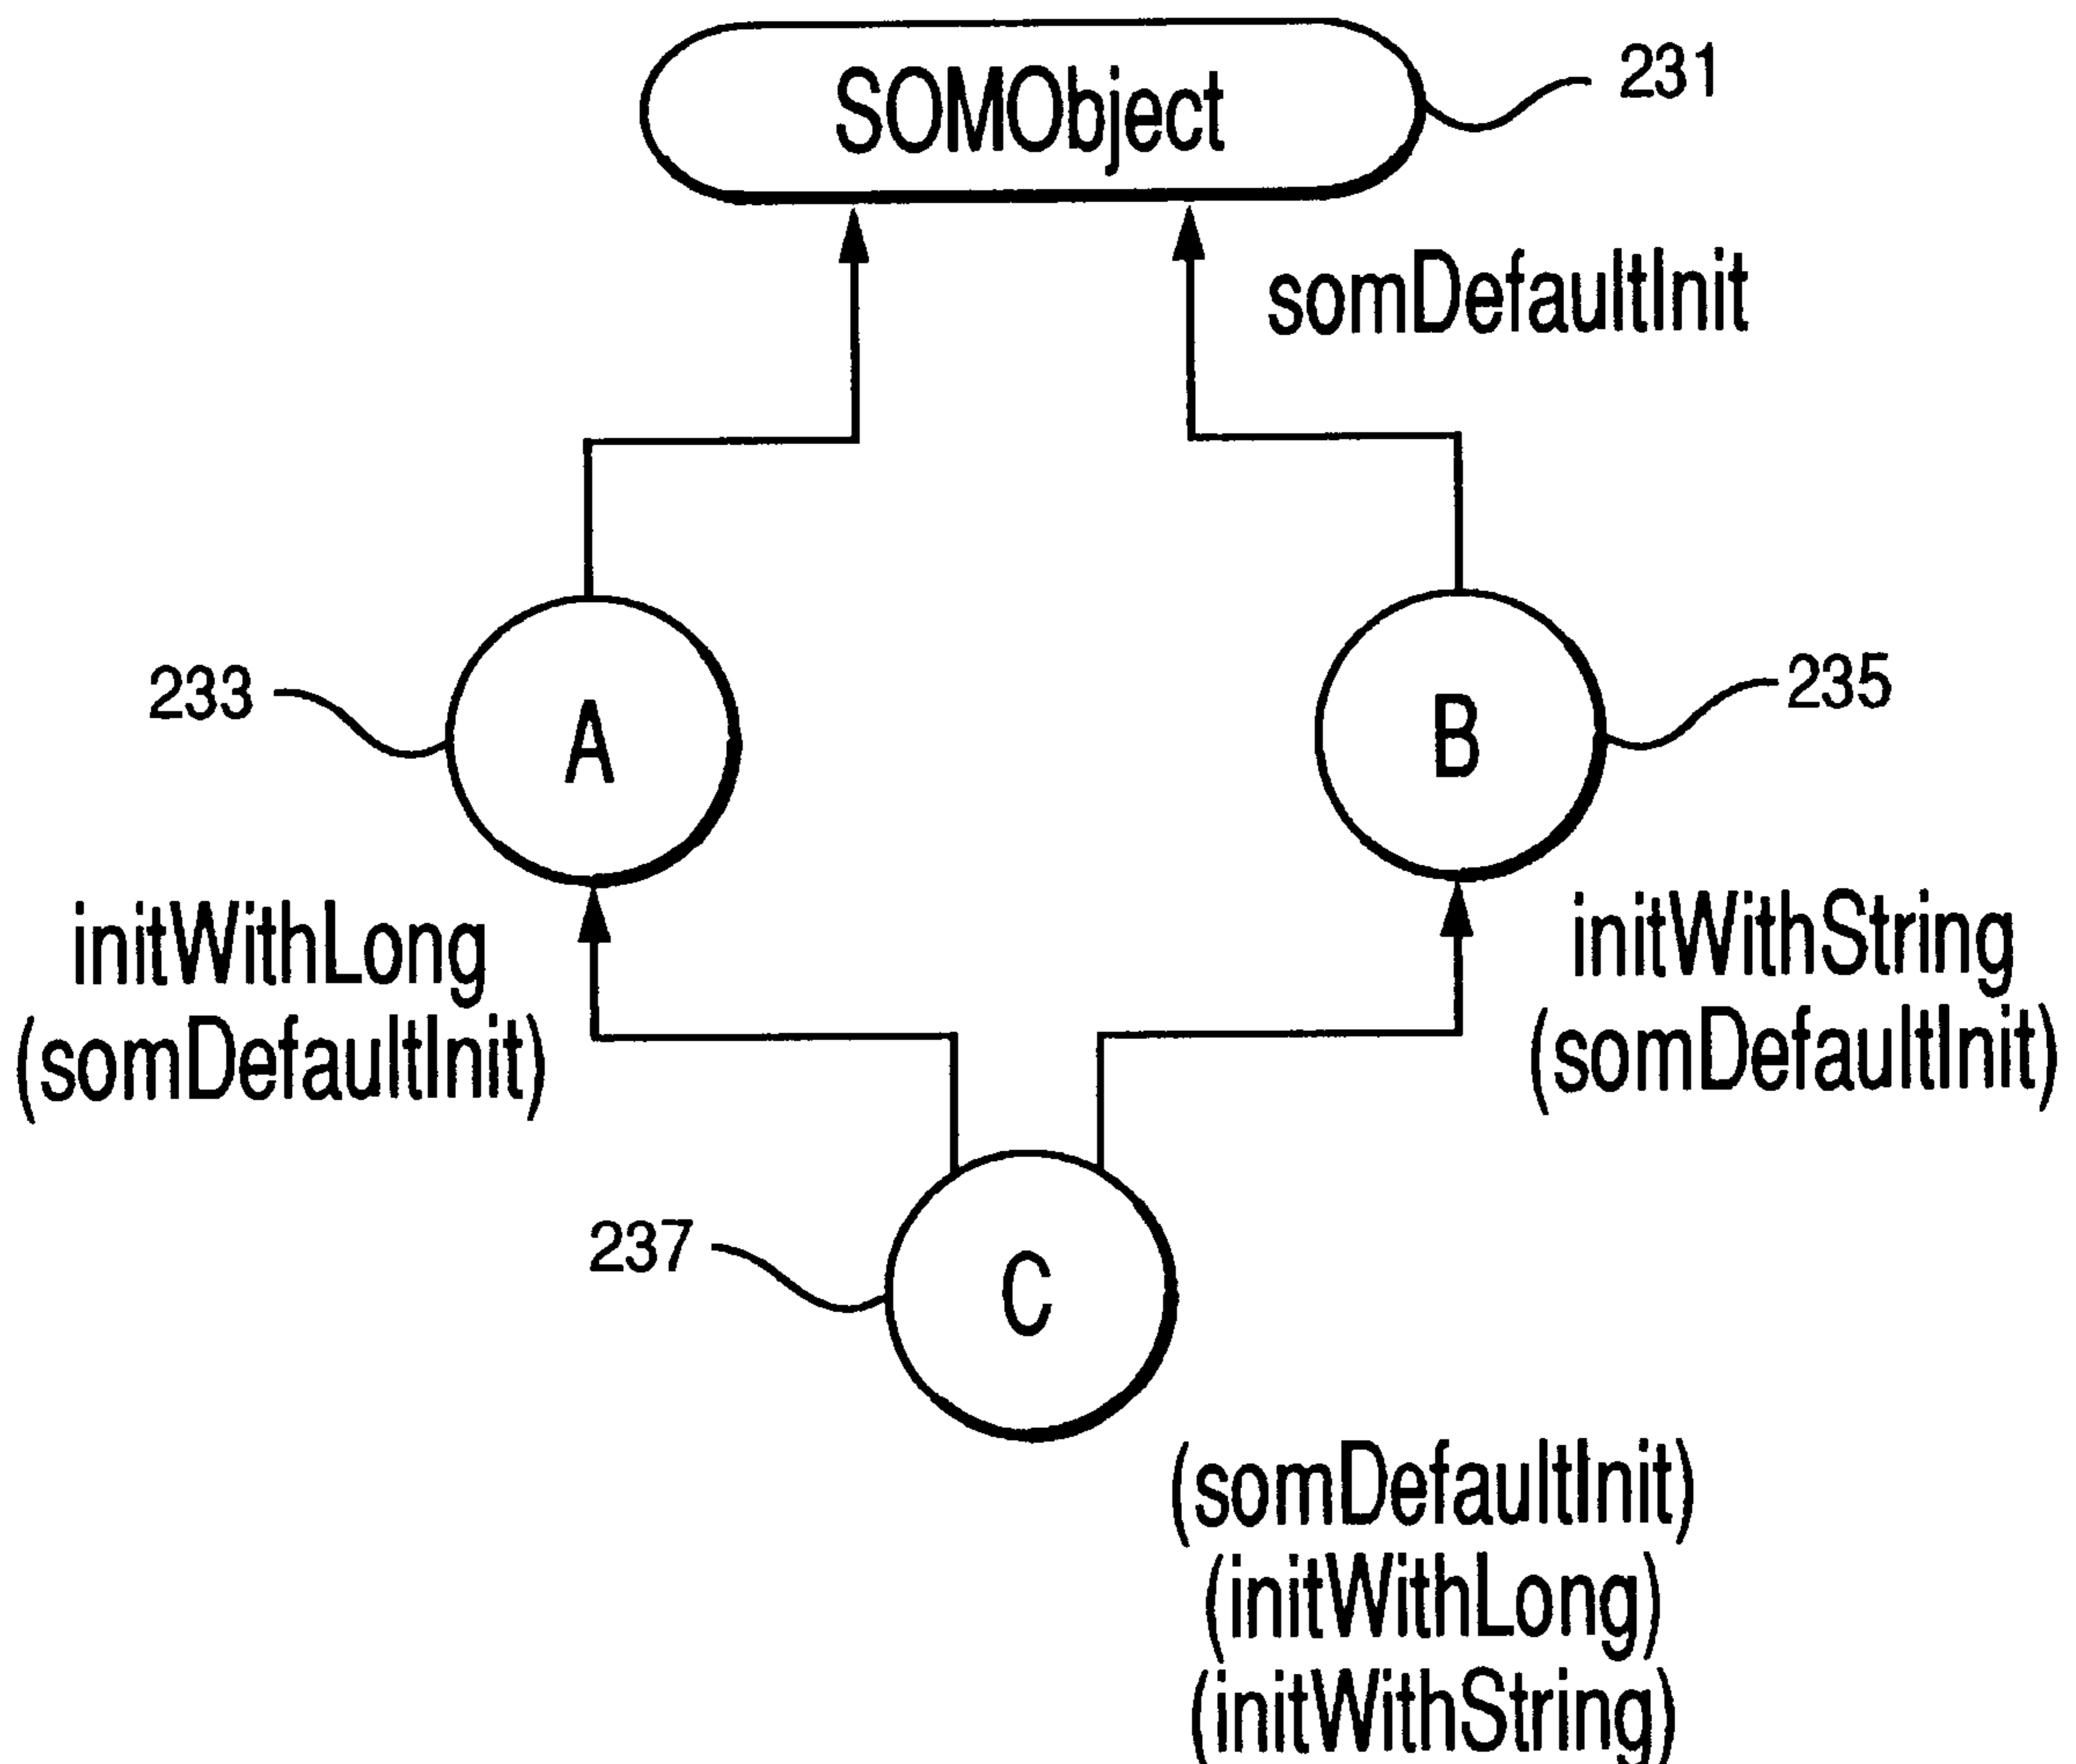 SOMObject
231
somDefaultInit
233
A
B
235
initWithLong
(somDefaultInit)
initWithString
(somDefaultInit)
237
C
(somDefaultInit)
(initWithLong)
(initWithString)